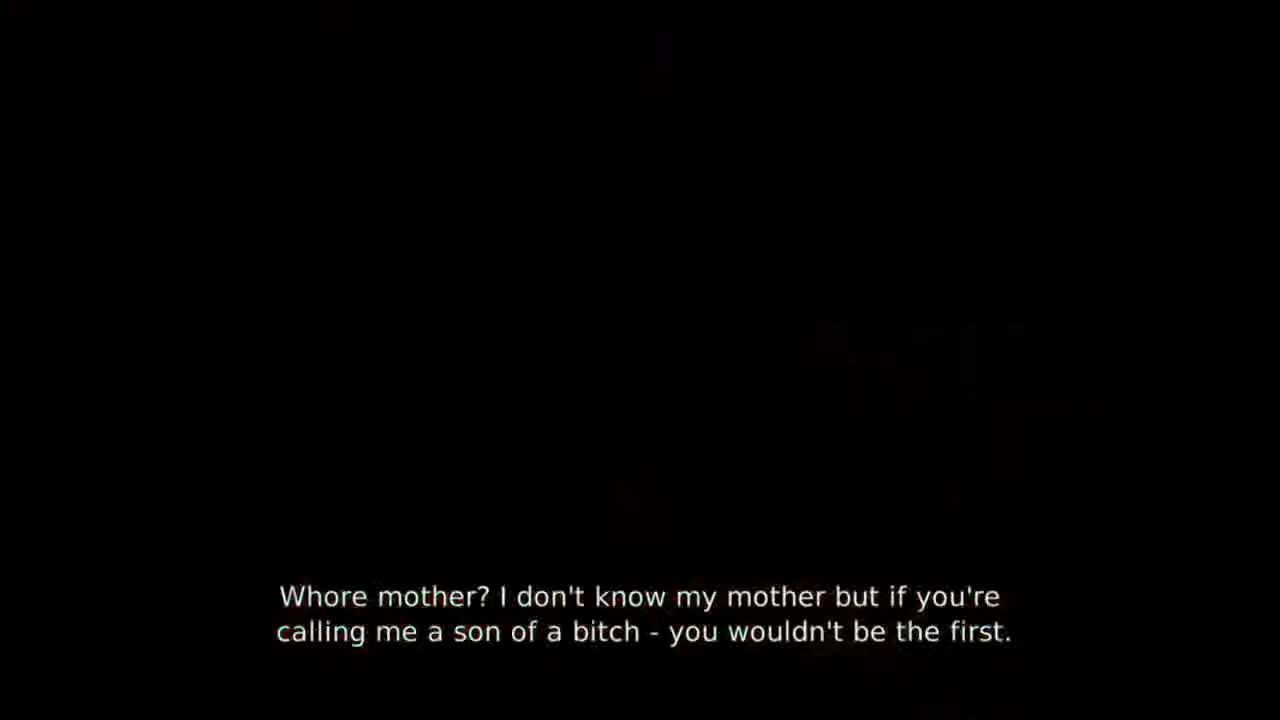 Whore mother? I don't know my mother but if you're
calling me a son of a bitch - you wouldn't be the first.